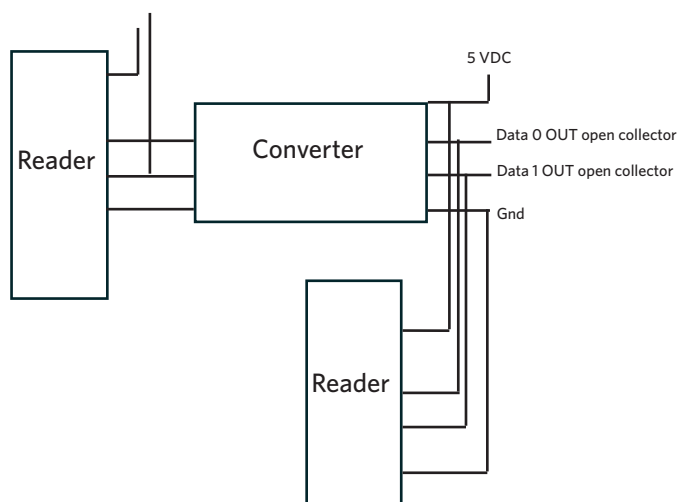 5 VDC
Reader
Converter
Data 0 OUT open collector
Data 1 OUT open collector
Gnd
Reader